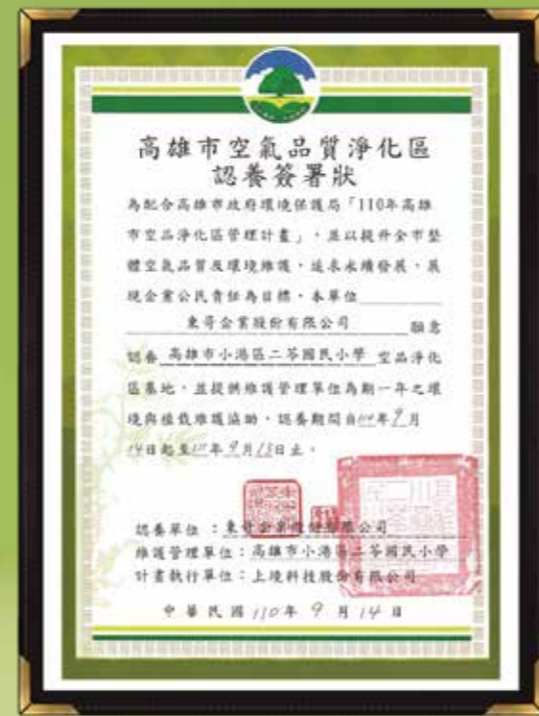 高雄市空氣品質淨化區
認養簽署狀
為配合高雄市政府環境保護局「110年高雄
市空品淨化區管理計畫」，並以提升全市整
體空氣品質及環境維護，追求永續發展，展
現企業公民責任為目標，本單位
東哥企業股份有限公司 願意
認養 高雄市小港區二苓國民小學 空品淨化
區基地，並提供維護管理單位為期一年之環
境與植栽維護協助，認養期間自 年9月
14日起至 年9月13日止。
認養單位：東哥企業股份有限公司
維護管理單位：高雄市小港區二苓國民小學
計畫執行單位：上境科技股份有限公司
中華民國110年9月14日